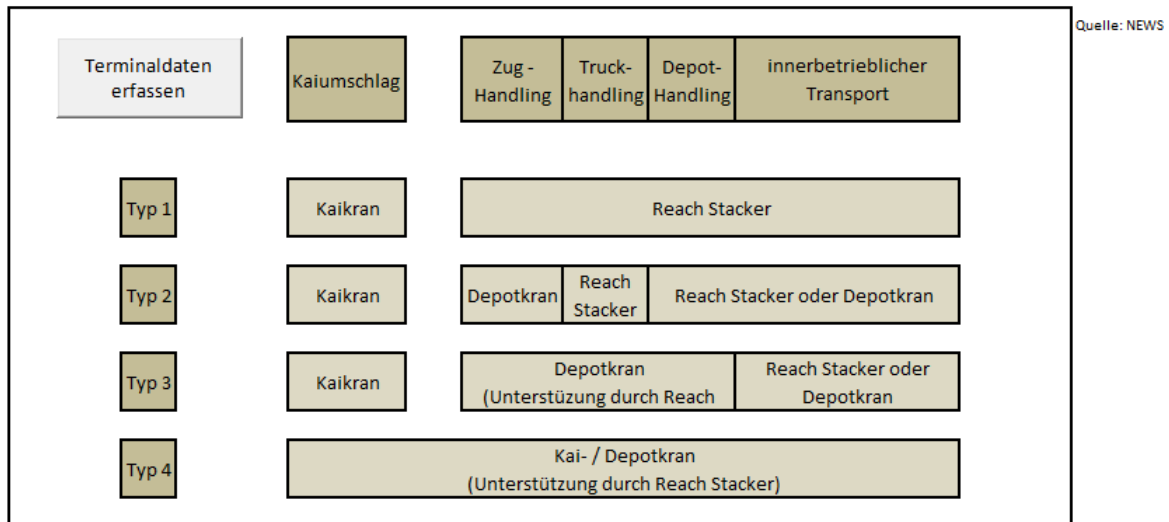 Quelle: NEWS
Terminaldaten
erfassen
Kaiumschlag
Zug -
Handling
Truck-
handling
Depot-
Handling
innerbetrieblicher
Transport
Typ 1
Kaikran
Reach Stacker
Typ 2
Kaikran
Depotkran
Reach
Stacker
Reach Stacker oder Depotkran
Typ 3
Kaikran
Depotkran
(Unterstüzung durch Reach
Reach Stacker oder
Depotkran
Typ 4
Kai- / Depotkran
(Unterstützung durch Reach Stacker)